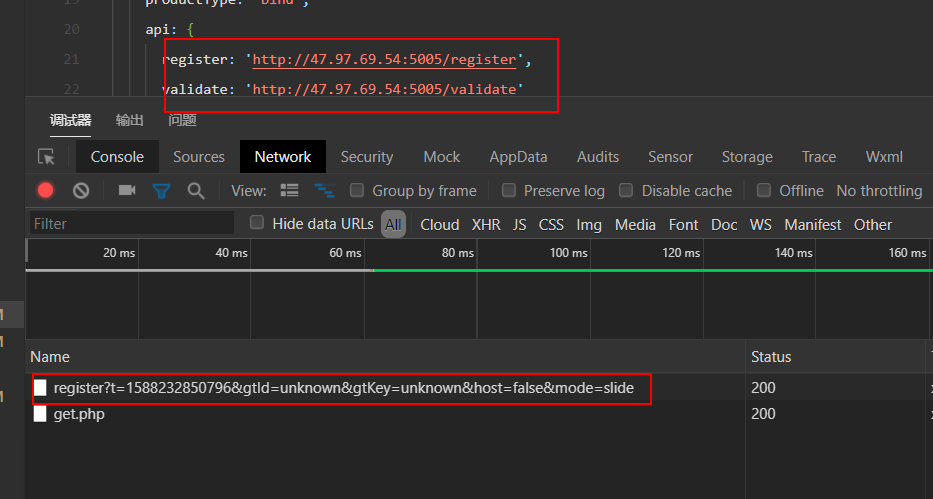 19 productType: 'bind',
20 api: {
21 register: 'http://47.97.69.54:5005/register',
22 validate: 'http://47.97.69.54:5005/validate'
调试器 输出 问题
Console Sources Network Security Mock AppData Audits Sensor Storage Trace Wxml
View: Group by frame Preserve log Disable cache Offline No throttling
Filter Hide data URLs All Cloud XHR JS CSS Img Media Font Doc WS Manifest Other
20 ms 40 ms 60 ms 80 ms 100 ms 120 ms 140 ms 160 ms
Name Status
register?t=1588232850796&gtId=unknown&gtKey=unknown&host=false&mode=slide 200
get.php 200